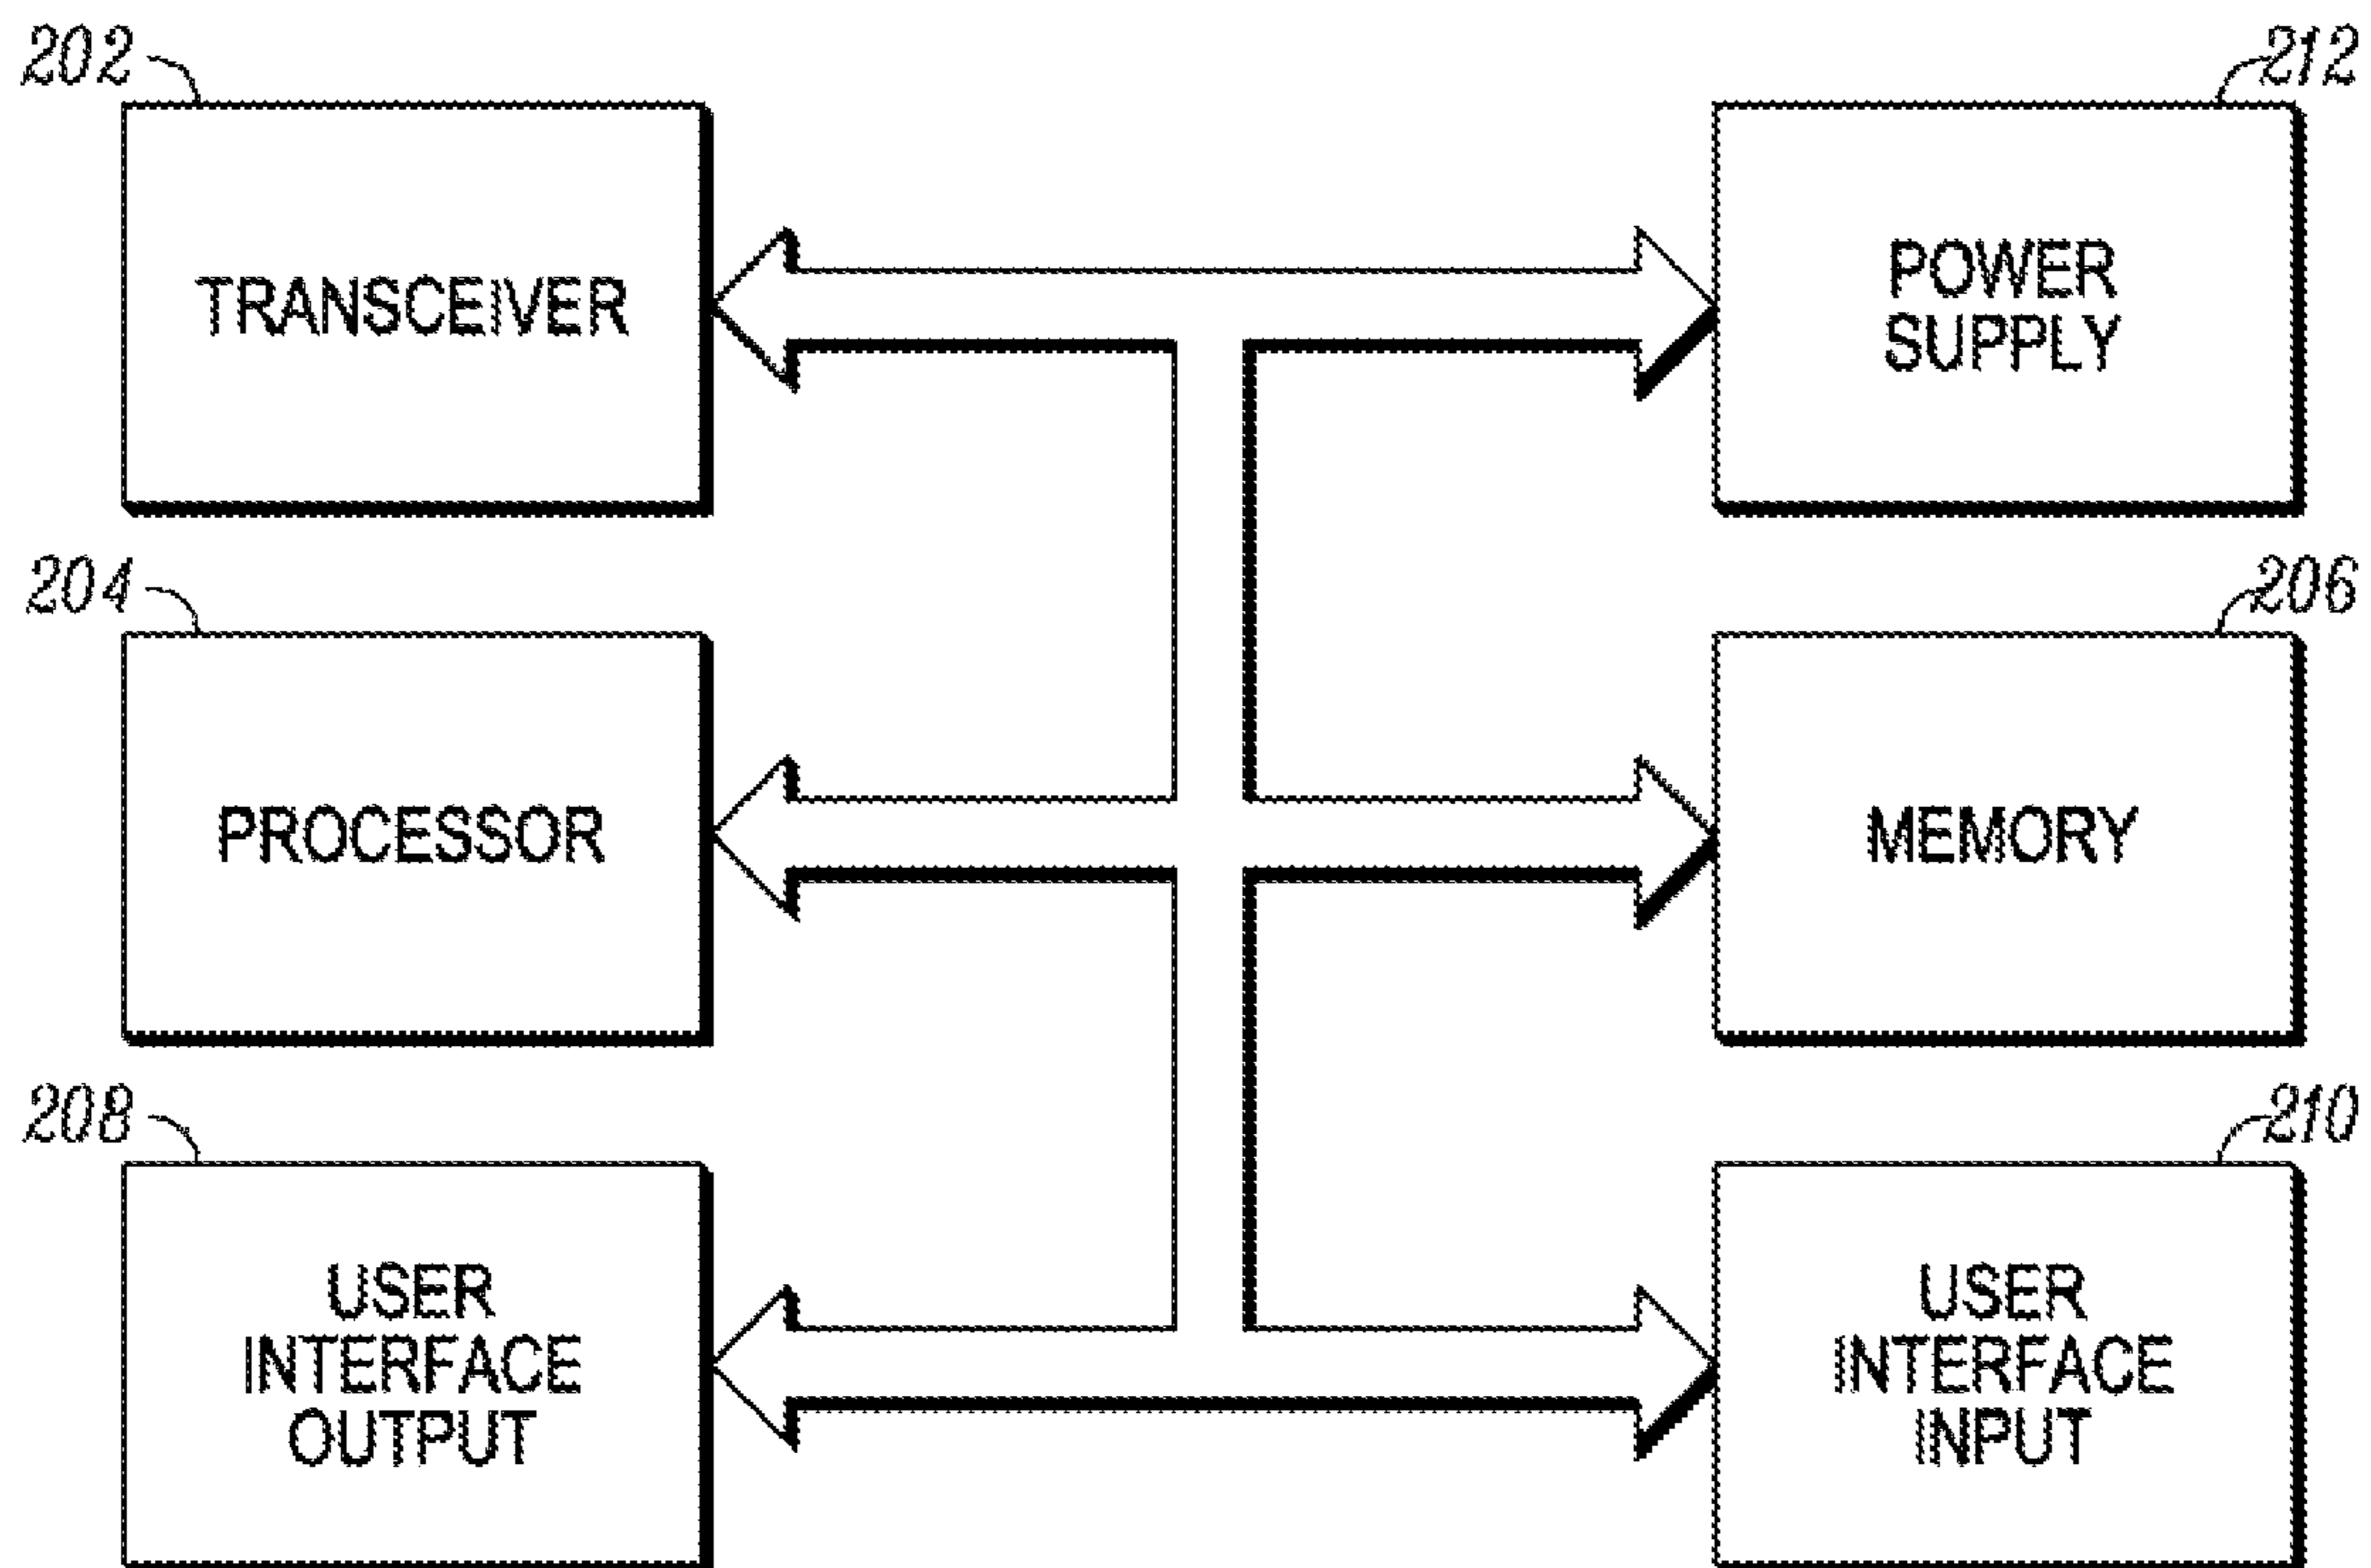 202
212
TRANSCEIVER
POWER
SUPPLY
204
206
PROCESSOR
MEMORY
208
210
USER
INTERFACE
OUTPUT
USER
INTERFACE
INPUT